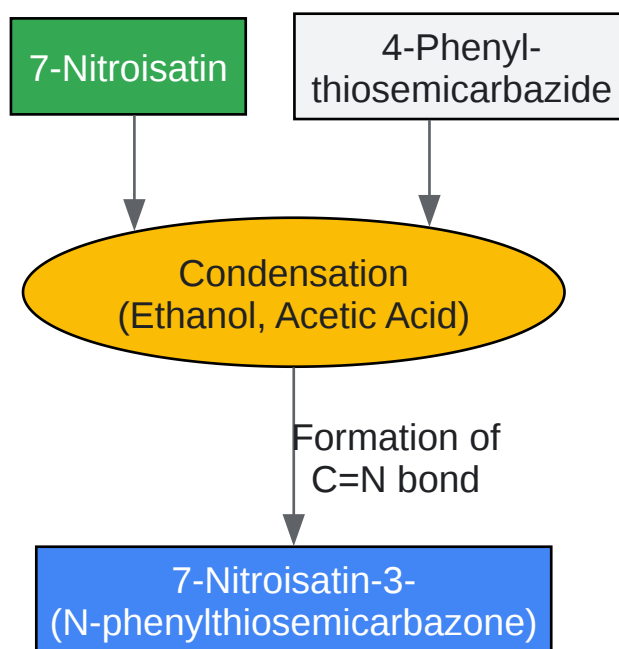 7-Nitroisatin
4-Phenyl-
thiosemicarbazide
Condensation
(Ethanol, Acetic Acid)
Formation of
C=N bond
7-Nitroisatin-3-
(N-phenylthiosemicarbazone)